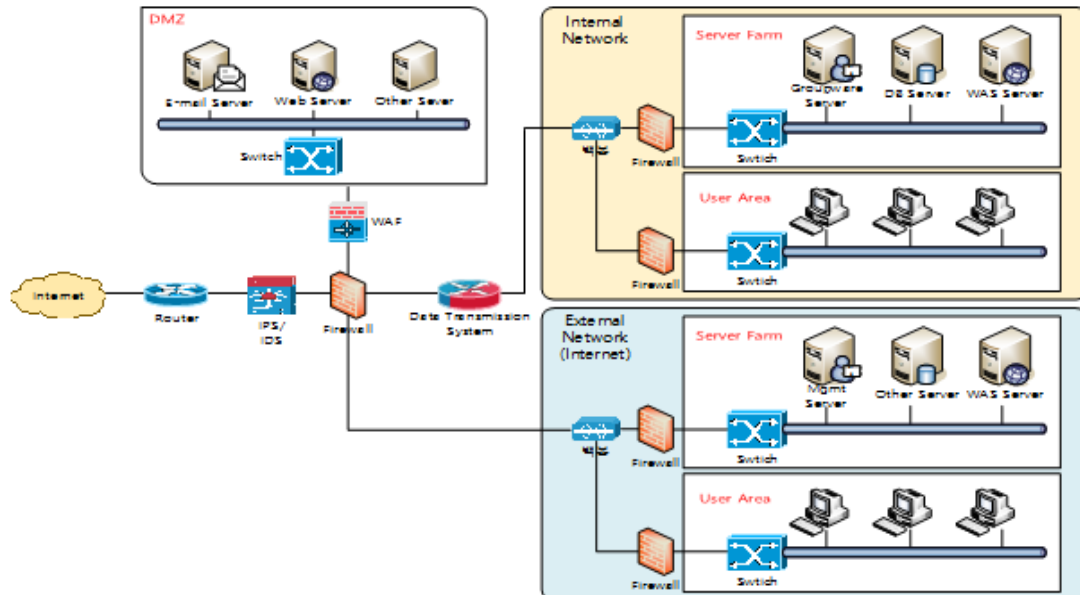 DMZ
E-mail Server
Web Server
Other Sever
Switch
WAF
Internet
Router
IPS/
IDS
Firewall
Data Transmission
System
Internal
Network
Server Farm
Groupware
Server
DB Server
WAS Server
Firewall
Swtich
User Area
Firewall
Swtich
External
Network
(Internet)
Server Farm
Mgmt
Server
Other Server
WAS Server
Firewall
Swtich
User Area
Firewall
Swtich